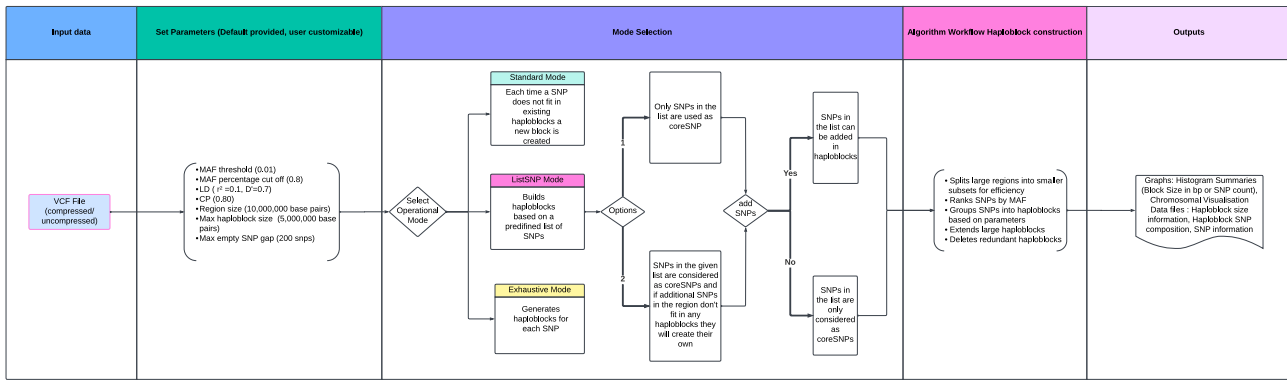 Input data
Set Parameters (Default provided, user customizable)
Mode Selection
Algorithm Workflow Haploblock construction
Outputs
VCF File
(compressed/
uncompressed)
•MAF threshold (0.01)
•MAF percentage cut off (0.8)
•LD ( r² =0.1, D'=0.7)
•CP (0.80)
•Region size (10,000,000 base pairs)
•Max haploblock size (5,000,000 base
pairs)
•Max empty SNP gap (200 snps)
Select
Operational
Mode
Standard Mode
Each time a SNP
does not fit in
existing
haploblocks a
new block is
created
ListSNP Mode
Builds
haploblocks
based on a
predifined list of
SNPs
Exhaustive Mode
Generates
haploblocks for
each SNP
Options
1
2
Only SNPs in the
list are used as
coreSNP
SNPs in the given
list are considered
as coreSNPs and
if additional SNPs
in the region don't
fit in any
haploblocks they
will create their
own
add
SNPs
Yes
No
SNPs in
the list can
be added
in
haploblocks
SNPs in
the list are
only
considered
as
coreSNPs
• Splits large regions into smaller
subsets for efficiency
• Ranks SNPs by MAF
• Groups SNPs into haploblocks
based on parameters
• Extends large haploblocks
• Deletes redundant haploblocks
Graphs: Histogram Summaries
(Block Size in bp or SNP count),
Chromosomal Visualisation
Data files : Haploblock size
information, Haploblock SNP
composition, SNP information